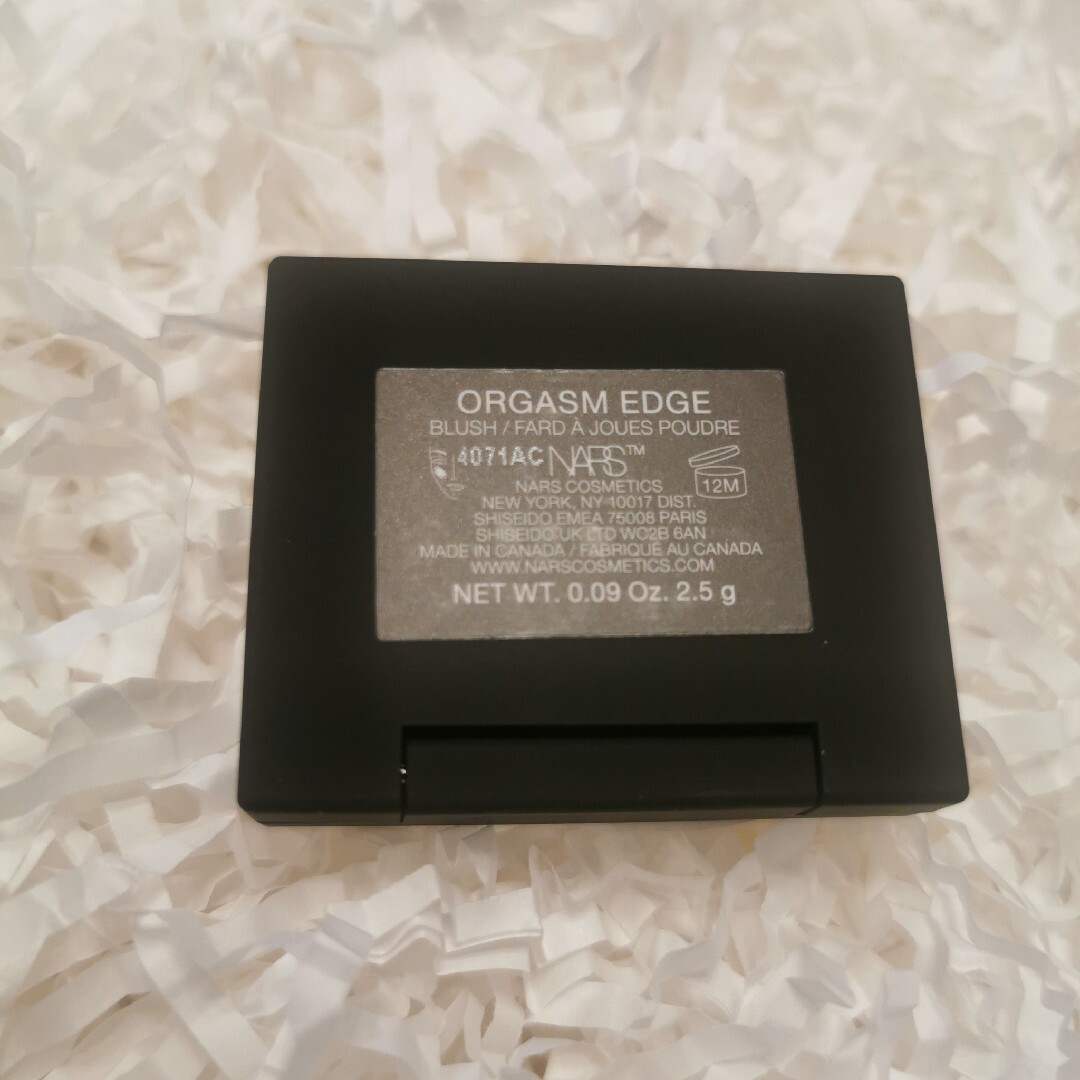 ORGASM EDGE
BLUSH / FARD À JOUES POUDRE
4071AC NARS™
12M
NARS COSMETICS
NEW YORK, NY 10017 DIST.
SHISEIDO EMEA 75008 PARIS
SHISEIDO UK LTD WC2B 6AN
MADE IN CANADA / FABRIQUÉ AU CANADA
WWW.NARSCOSMETICS.COM
NET WT. 0.09 Oz. 2.5 g